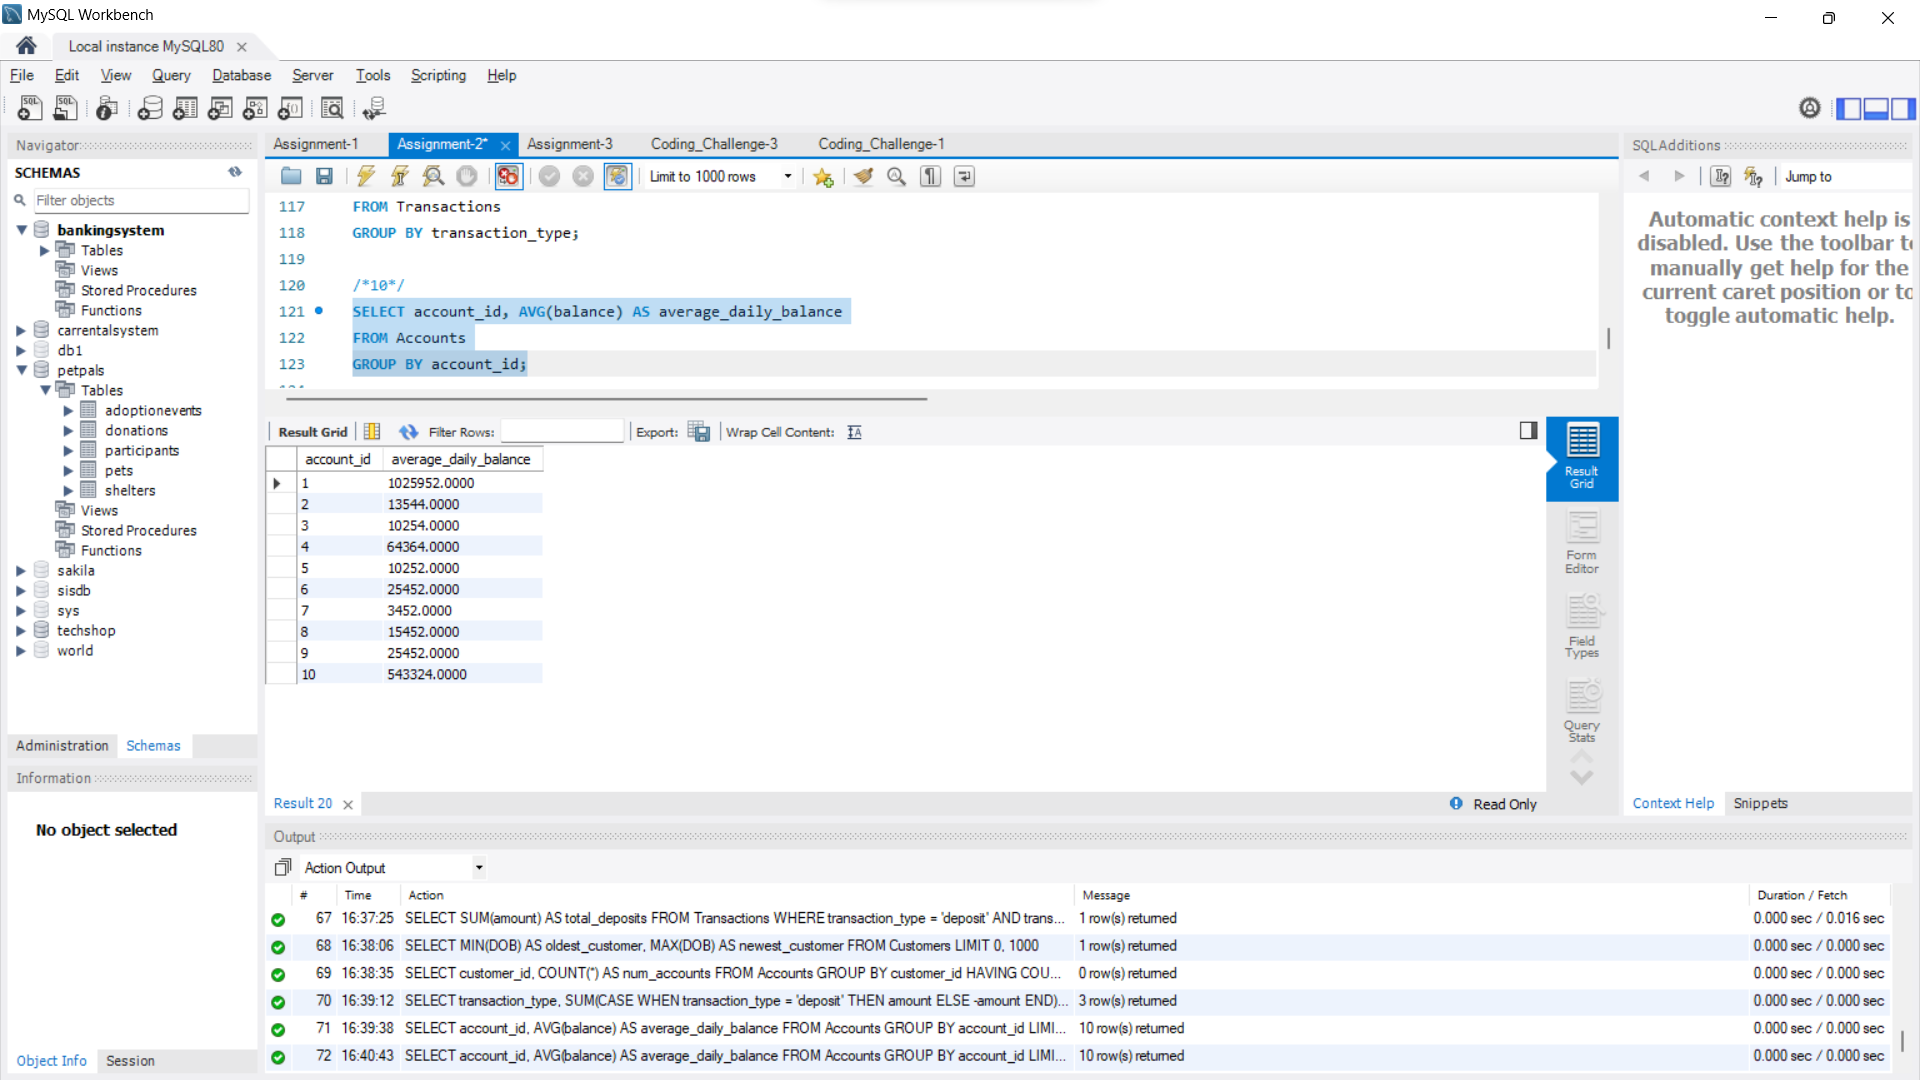 MySQL Workbench
Local instance MySQL80
File Edit View Query Database Server Tools Scripting Help
Navigator
SCHEMAS
Filter objects
bankingsystem
Tables
Views
Stored Procedures
Functions
carrentalsystem
db1
petpals
Tables
adoptionevents
donations
participants
pets
shelters
Views
Stored Procedures
Functions
sakila
sisdb
sys
techshop
world
Administration Schemas
Information
No object selected
Object Info Session
Assignment-1 Assignment-2* Assignment-3 Coding_Challenge-3 Coding_Challenge-1
Limit to 1000 rows
117 FROM Transactions
118 GROUP BY transaction_type;
119
120 /*10*/
121 SELECT account_id, AVG(balance) AS average_daily_balance
122 FROM Accounts
123 GROUP BY account_id;
Result Grid Filter Rows: Export: Wrap Cell Content:
account_id average_daily_balance
1 1025952.0000
2 13544.0000
3 10254.0000
4 64364.0000
5 10252.0000
6 25452.0000
7 3452.0000
8 15452.0000
9 25452.0000
10 543324.0000
Result
Grid
Form
Editor
Field
Types
Query
Stats
Result 20
Read Only
SQLAdditions
Jump to
Automatic context help is
disabled. Use the toolbar to
manually get help for the
current caret position or to
toggle automatic help.
Context Help Snippets
Output
Action Output
# Time Action Message Duration / Fetch
67 16:37:25 SELECT SUM(amount) AS total_deposits FROM Transactions WHERE transaction_type = 'deposit' AND trans... 1 row(s) returned 0.000 sec / 0.016 sec
68 16:38:06 SELECT MIN(DOB) AS oldest_customer, MAX(DOB) AS newest_customer FROM Customers LIMIT 0, 1000 1 row(s) returned 0.000 sec / 0.000 sec
69 16:38:35 SELECT customer_id, COUNT(*) AS num_accounts FROM Accounts GROUP BY customer_id HAVING COU... 0 row(s) returned 0.000 sec / 0.000 sec
70 16:39:12 SELECT transaction_type, SUM(CASE WHEN transaction_type = 'deposit' THEN amount ELSE -amount END)... 3 row(s) returned 0.000 sec / 0.000 sec
71 16:39:38 SELECT account_id, AVG(balance) AS average_daily_balance FROM Accounts GROUP BY account_id LIMI... 10 row(s) returned 0.000 sec / 0.000 sec
72 16:40:43 SELECT account_id, AVG(balance) AS average_daily_balance FROM Accounts GROUP BY account_id LIMI... 10 row(s) returned 0.000 sec / 0.000 sec